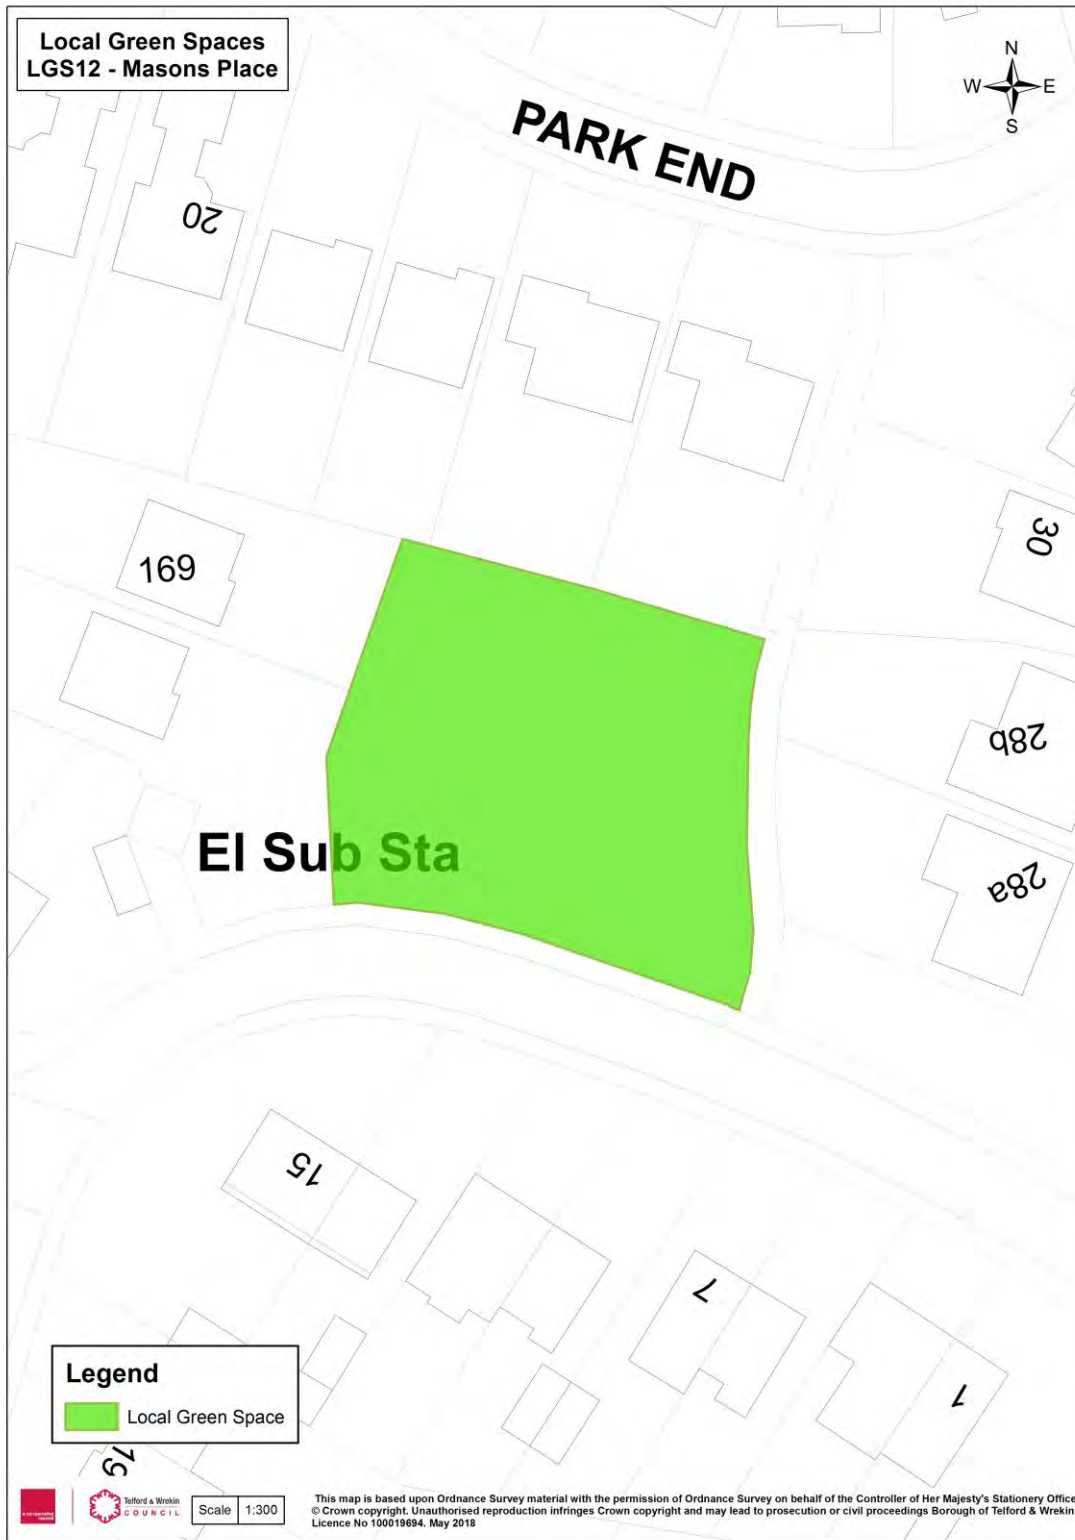 Local Green Spaces
LGS12 - Masons Place
N
W E
S
PARK END
20
30
169
28b
El Sub Sta
28a
15
7
1
Legend
Local Green Space
19
a co-operative council
Telford & Wrekin
COUNCIL
Scale 1:300
This map is based upon Ordnance Survey material with the permission of Ordnance Survey on behalf of the Controller of Her Majesty's Stationery Office
© Crown copyright. Unauthorised reproduction infringes Crown copyright and may lead to prosecution or civil proceedings Borough of Telford & Wrekin
Licence No 100019694. May 2018